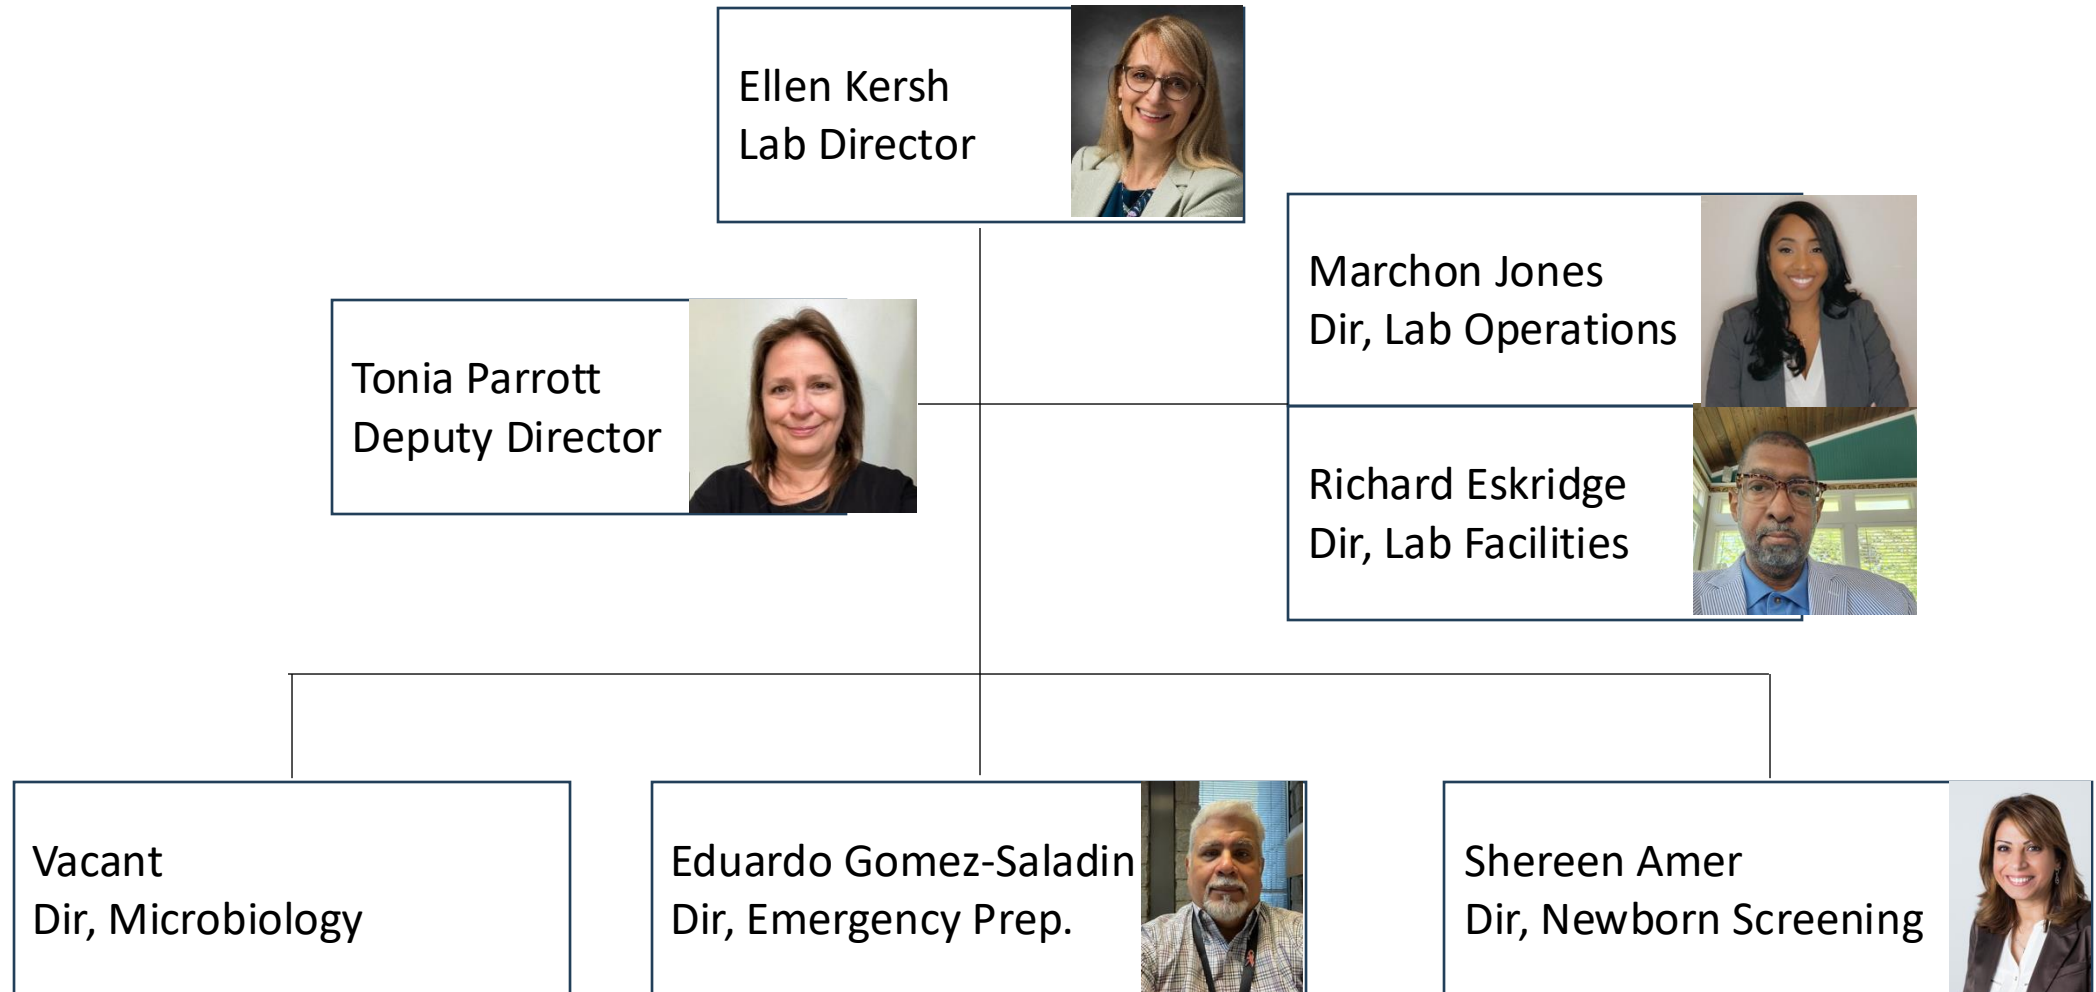 Ellen Kersh
Lab Director
Marchon Jones
Dir, Lab Operations
Tonia Parrott
Deputy Director
Richard Eskridge
Dir, Lab Facilities
Vacant
Dir, Microbiology
Eduardo Gomez-Saladin
Dir, Emergency Prep.
Shereen Amer
Dir, Newborn Screening